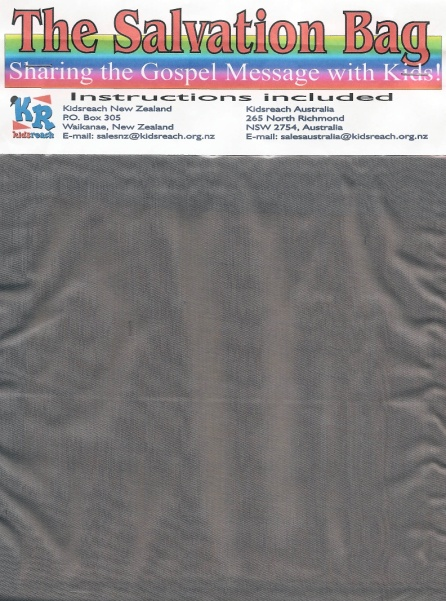 The Salvation Bag
Sharing the Gospel Message with Kids!
Instructions included
KR
kidsreach
Kidsreach New Zealand
P.O. Box 305
Waikanae, New Zealand
E-mail: salesnz@kidsreach.org.nz
Kidsreach Australia
265 North Richmond
NSW 2754, Australia
E-mail: salesaustralia@kidsreach.org.nz